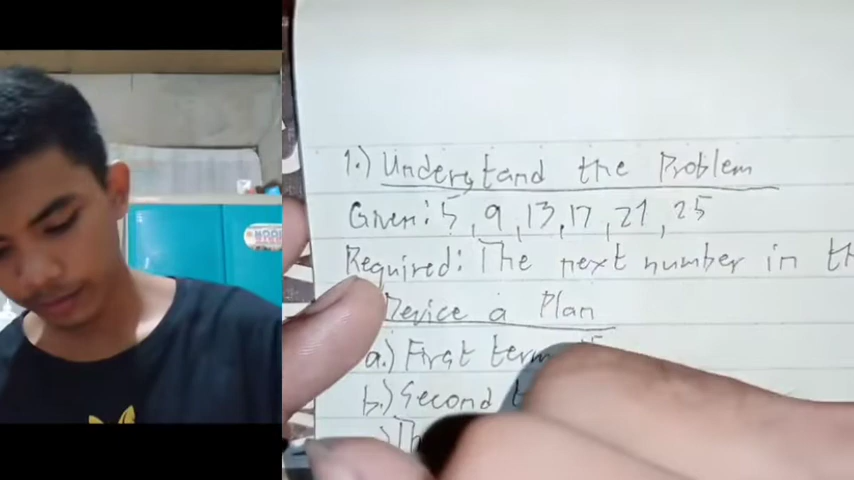 1.) Understand the Problem
Given: 5, 9, 13, 17, 21, 25
Required: The next number in
Device a Plan
a.) First term
b.) Second